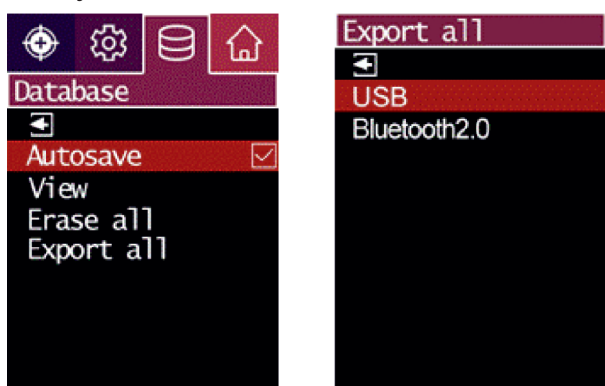 Database
Autosave
View
Erase all
Export all
Export all
USB
Bluetooth2.0